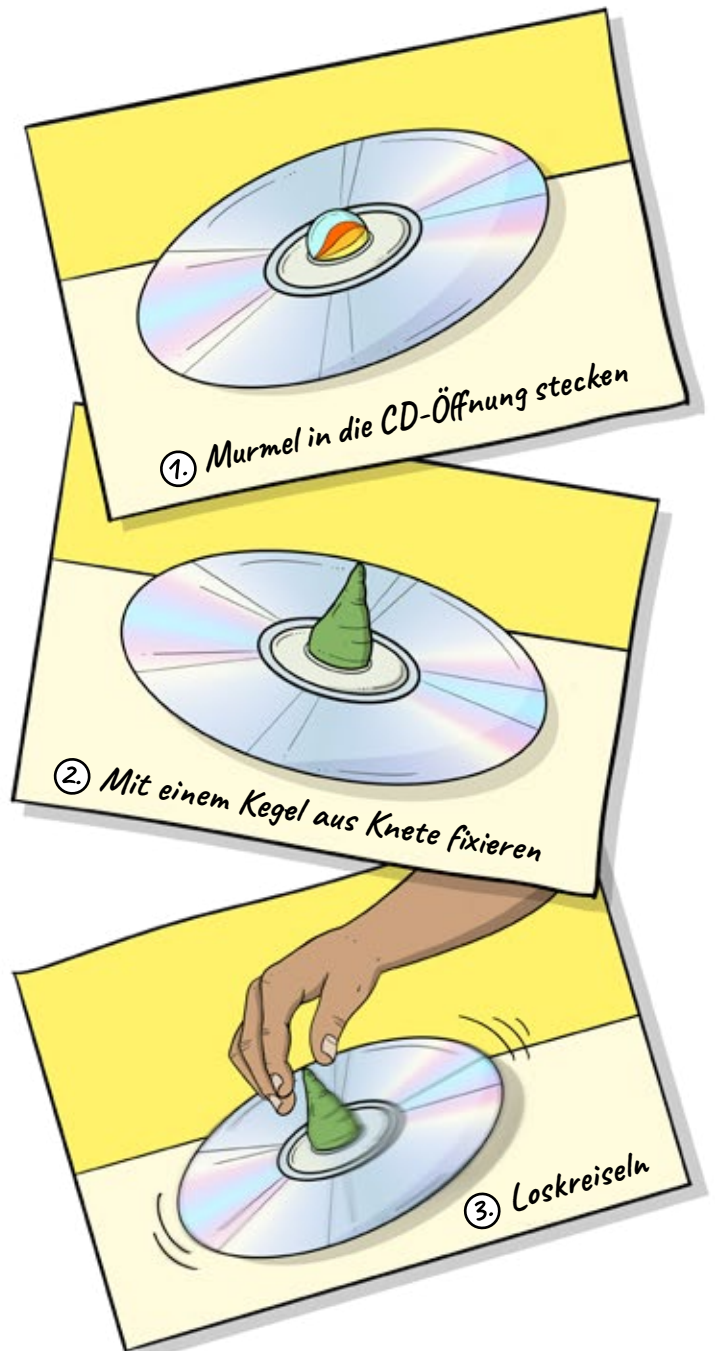 1. Murmel in die CD-Öffnung stecken
2. Mit einem Kegel aus Knete fixieren
3. Loskreiseln